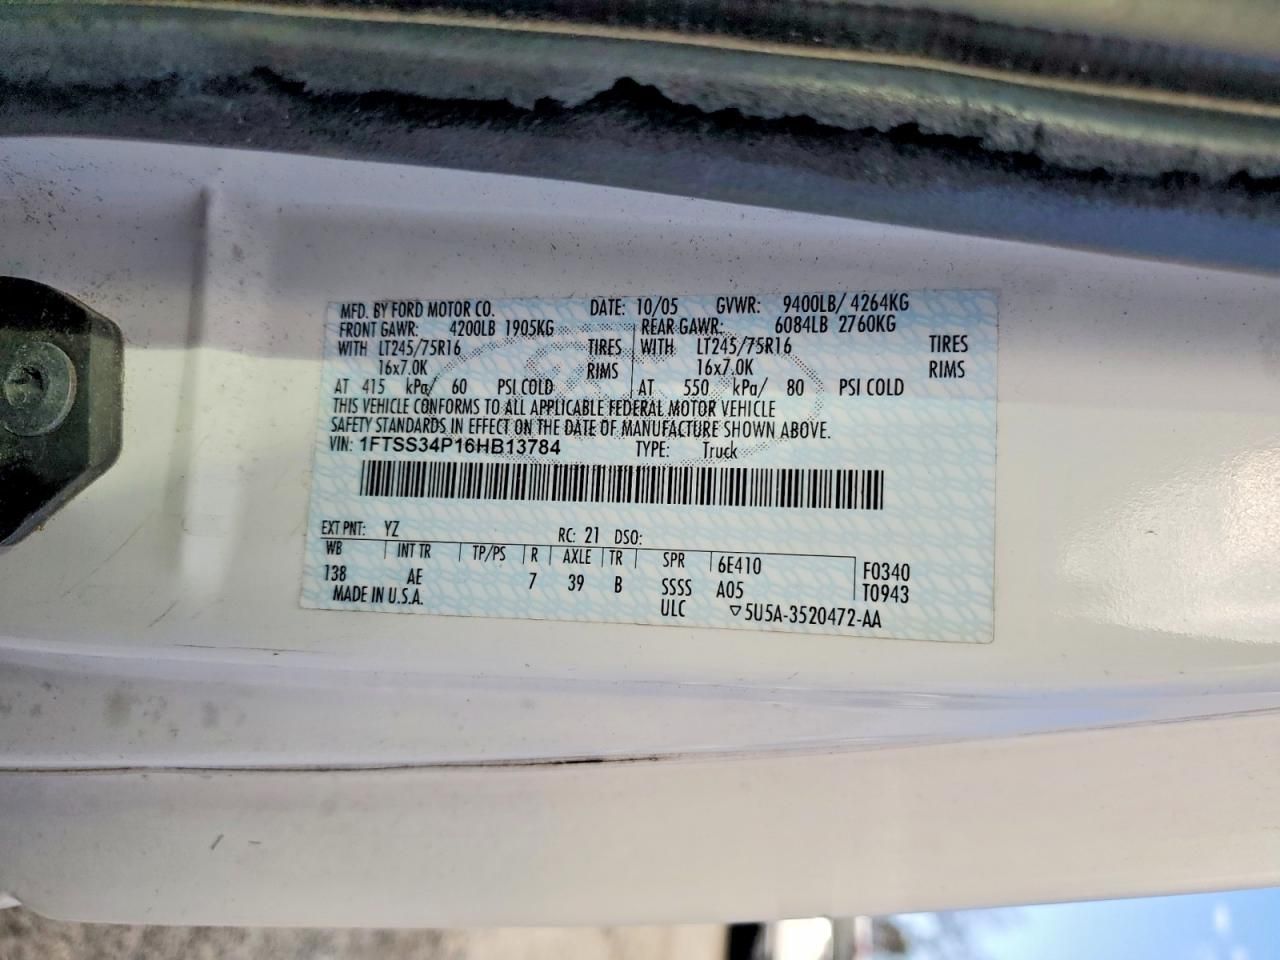 MFD. BY FORD MOTOR CO. DATE: 10/05 GVWR: 9400LB/ 4264KG
FRONT GAWR: 4200LB 1905KG REAR GAWR: 6084LB 2760KG
WITH LT245/75R16 TIRES WITH LT245/75R16 TIRES
16x7.0K RIMS 16x7.0K RIMS
AT 415 kPa/ 60 PSI COLD AT 550 kPa/ 80 PSI COLD
THIS VEHICLE CONFORMS TO ALL APPLICABLE FEDERAL MOTOR VEHICLE
SAFETY STANDARDS IN EFFECT ON THE DATE OF MANUFACTURE SHOWN ABOVE.
VIN: 1FTSS34P16HB13784 TYPE: Truck
EXT PNT: YZ RC: 21 DSO:
WB INT TR TP/PS R AXLE TR SPR 6E410 F0340
138 AE 7 39 B SSSS A05 T0943
MADE IN U.S.A. ULC ▽5U5A-3520472-AA